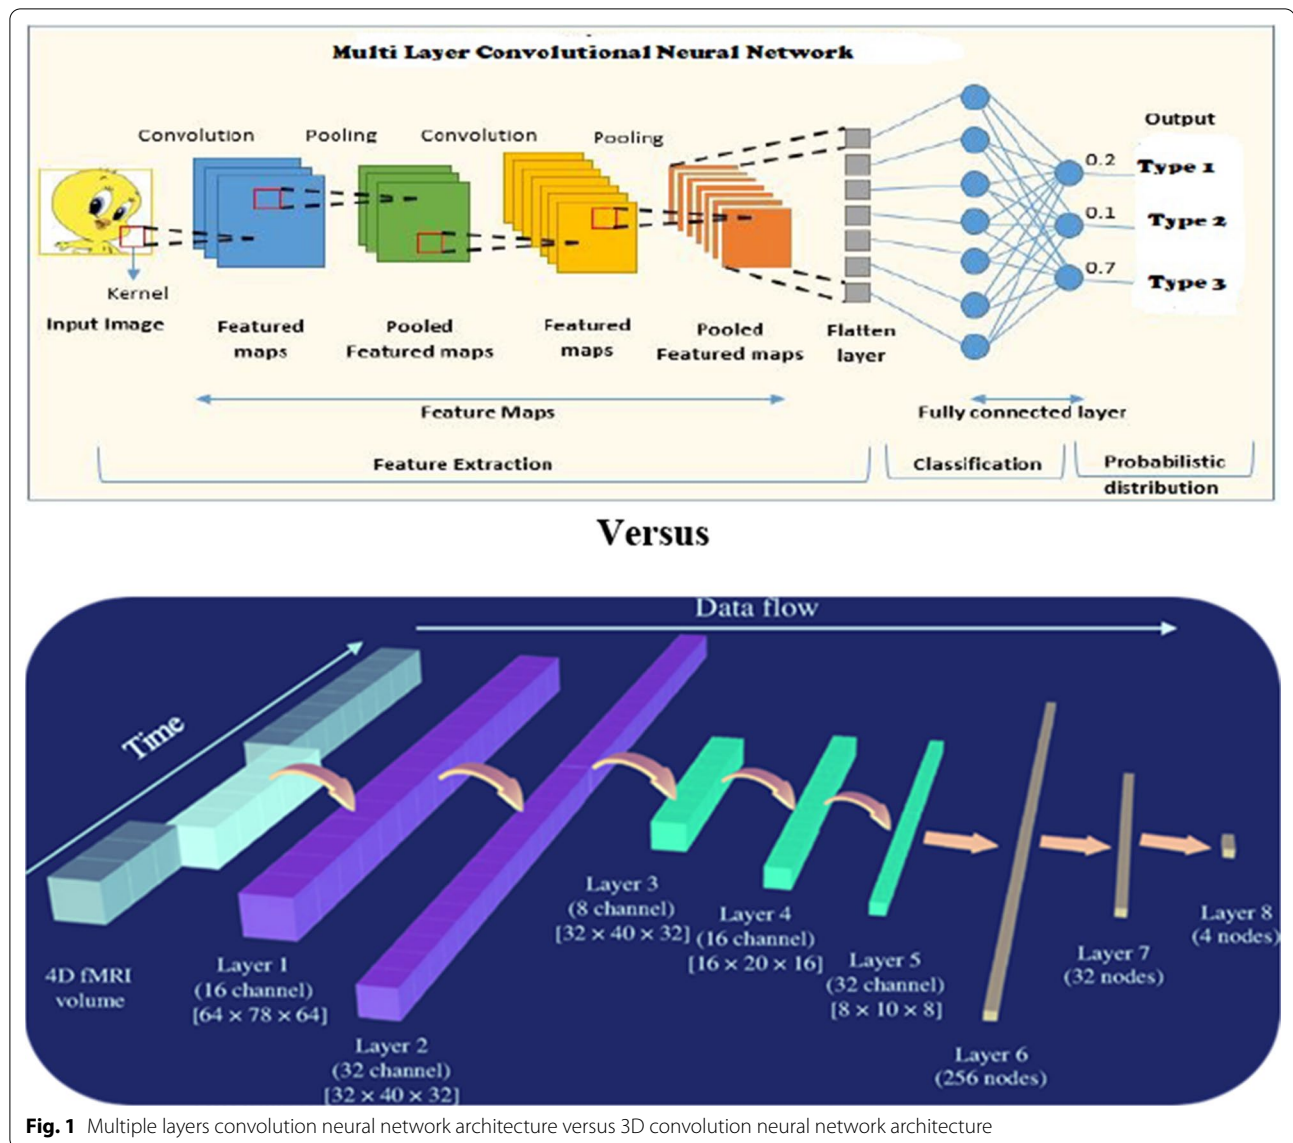 Multi Layer Convolutional Neural Network
Convolution
Pooling
Convolution
Pooling
Kernel
Input Image
Featured
maps
Pooled
Featured maps
Featured
maps
Pooled
Featured maps
Flatten
layer
Output
0.2
Type 1
0.1
Type 2
0.7
Type 3
Feature Maps
Fully connected layer
Feature Extraction
Classification
Probabilistic
distribution
Versus
Data flow
Time
4D fMRI
volume
Layer 1
(16 channel)
[64 × 78 × 64]
Layer 2
(32 channel)
[32 × 40 × 32]
Layer 3
(8 channel)
[32 × 40 × 32]
Layer 4
(16 channel)
[16 × 20 × 16]
Layer 5
(32 channel)
[8 × 10 × 8]
Layer 6
(256 nodes)
Layer 7
(32 nodes)
Layer 8
(4 nodes)
Fig. 1 Multiple layers convolution neural network architecture versus 3D convolution neural network architecture